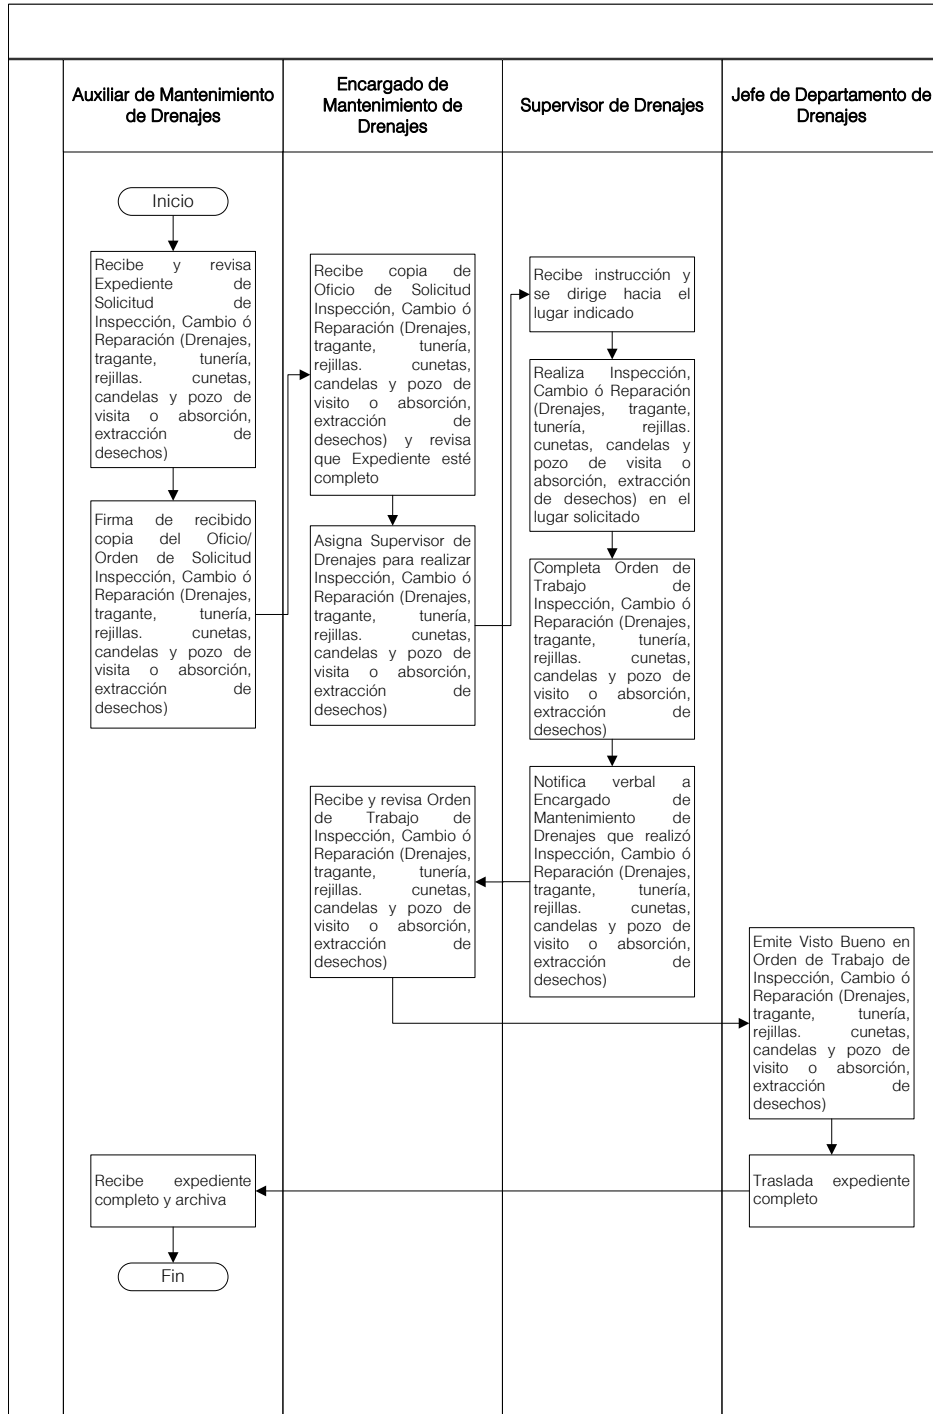 Auxiliar de Mantenimiento
de Drenajes
Encargado de
Mantenimiento de
Drenajes
Supervisor de Drenajes
Jefe de Departamento de
Drenajes
Inicio
Recibe y revisa
Expediente de
Solicitud de
Inspección, Cambio ó
Reparación (Drenajes,
tragante, tunería,
rejillas. cunetas,
candelas y pozo de
visita o absorción,
extracción de
desechos)
Firma de recibido
copia del Oficio/
Orden de Solicitud
Inspección, Cambio ó
Reparación (Drenajes,
tragante, tunería,
rejillas. cunetas,
candelas y pozo de
visita o absorción,
extracción de
desechos)
Recibe copia de
Oficio de Solicitud
Inspección, Cambio ó
Reparación (Drenajes,
tragante, tunería,
rejillas. cunetas,
candelas y pozo de
visito o absorción,
extracción de
desechos) y revisa
que Expediente esté
completo
Asigna Supervisor de
Drenajes para realizar
Inspección, Cambio ó
Reparación (Drenajes,
tragante, tunería,
rejillas. cunetas,
candelas y pozo de
visita o absorción,
extracción de
desechos)
Recibe instrucción y
se dirige hacia el
lugar indicado
Realiza Inspección,
Cambio ó Reparación
(Drenajes, tragante,
tunería, rejillas.
cunetas, candelas y
pozo de visita o
absorción, extracción
de desechos) en el
lugar solicitado
Completa Orden de
Trabajo de
Inspección, Cambio ó
Reparación (Drenajes,
tragante, tunería,
rejillas. cunetas,
candelas y pozo de
visito o absorción,
extracción de
desechos)
Notifica verbal a
Encargado de
Mantenimiento de
Drenajes que realizó
Inspección, Cambio ó
Reparación (Drenajes,
tragante, tunería,
rejillas. cunetas,
candelas y pozo de
visito o absorción,
extracción de
desechos)
Recibe y revisa Orden
de Trabajo de
Inspección, Cambio ó
Reparación (Drenajes,
tragante, tunería,
rejillas. cunetas,
candelas y pozo de
visito o absorción,
extracción de
desechos)
Emite Visto Bueno en
Orden de Trabajo de
Inspección, Cambio ó
Reparación (Drenajes,
tragante, tunería,
rejillas. cunetas,
candelas y pozo de
visito o absorción,
extracción de
desechos)
Traslada expediente
completo
Recibe expediente
completo y archiva
Fin